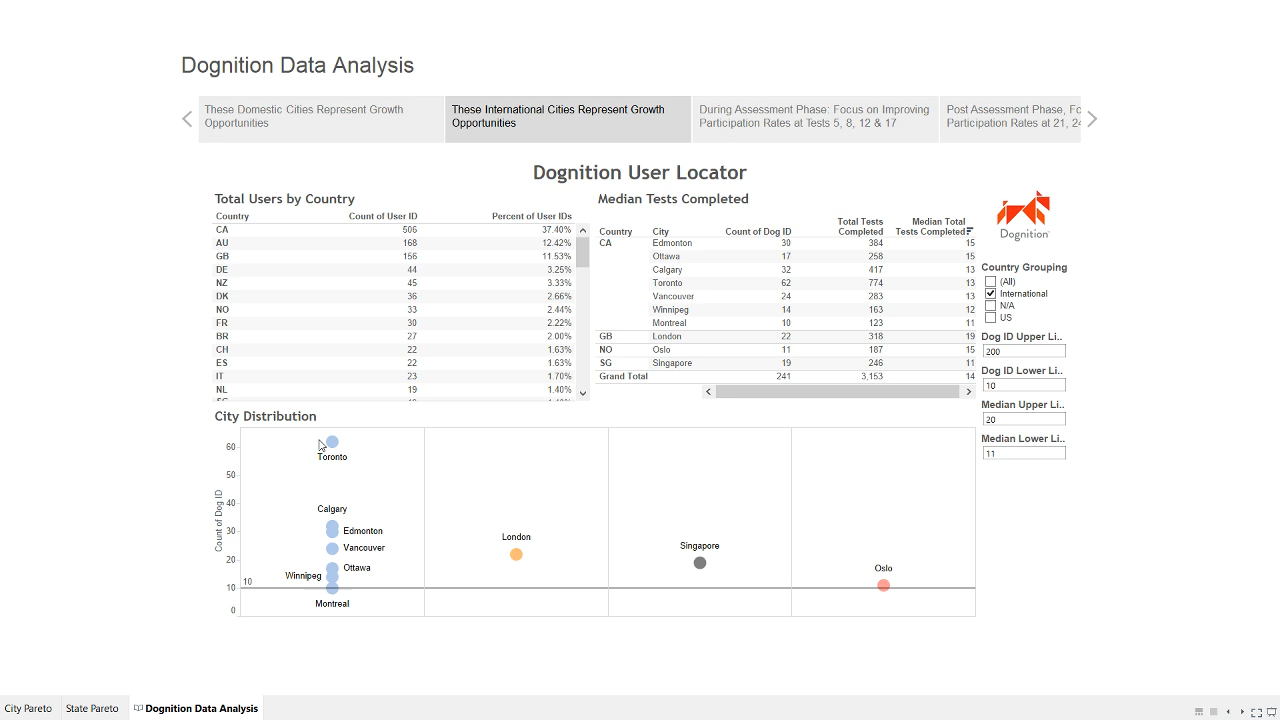 Dognition Data Analysis
These Domestic Cities Represent Growth
Opportunities
These International Cities Represent Growth
Opportunities
During Assessment Phase: Focus on Improving
Participation Rates at Tests 5, 8, 12 & 17
Post Assessment Phase, Fo
Participation Rates at 21, 24
Dognition User Locator
Total Users by Country
Country Count of User ID Percent of User IDs
CA 506 37.40%
AU 168 12.42%
GB 156 11.53%
DE 44 3.25%
NZ 45 3.33%
DK 36 2.66%
NO 33 2.44%
FR 30 2.22%
BR 27 2.00%
CH 22 1.63%
ES 22 1.63%
IT 23 1.70%
NL 19 1.40%
Median Tests Completed
Country City Count of Dog ID Total Tests Completed Median Total Tests Completed
CA Edmonton 30 384 15
Ottawa 17 258 15
Calgary 32 417 13
Toronto 62 774 13
Vancouver 24 283 13
Winnipeg 14 163 12
Montreal 10 123 11
GB London 22 318 19
NO Oslo 11 187 15
SG Singapore 19 246 11
Grand Total 241 3,153 14
Dognition
Country Grouping
(All)
International
N/A
US
Dog ID Upper Li..
200
Dog ID Lower Li..
10
Median Upper Li..
20
Median Lower Li..
11
City Distribution
Count of Dog ID
60
50
40
30
20
10
0
10
Toronto
Calgary
Edmonton
Vancouver
Ottawa
Winnipeg
Montreal
London
Singapore
Oslo
City Pareto State Pareto Dognition Data Analysis